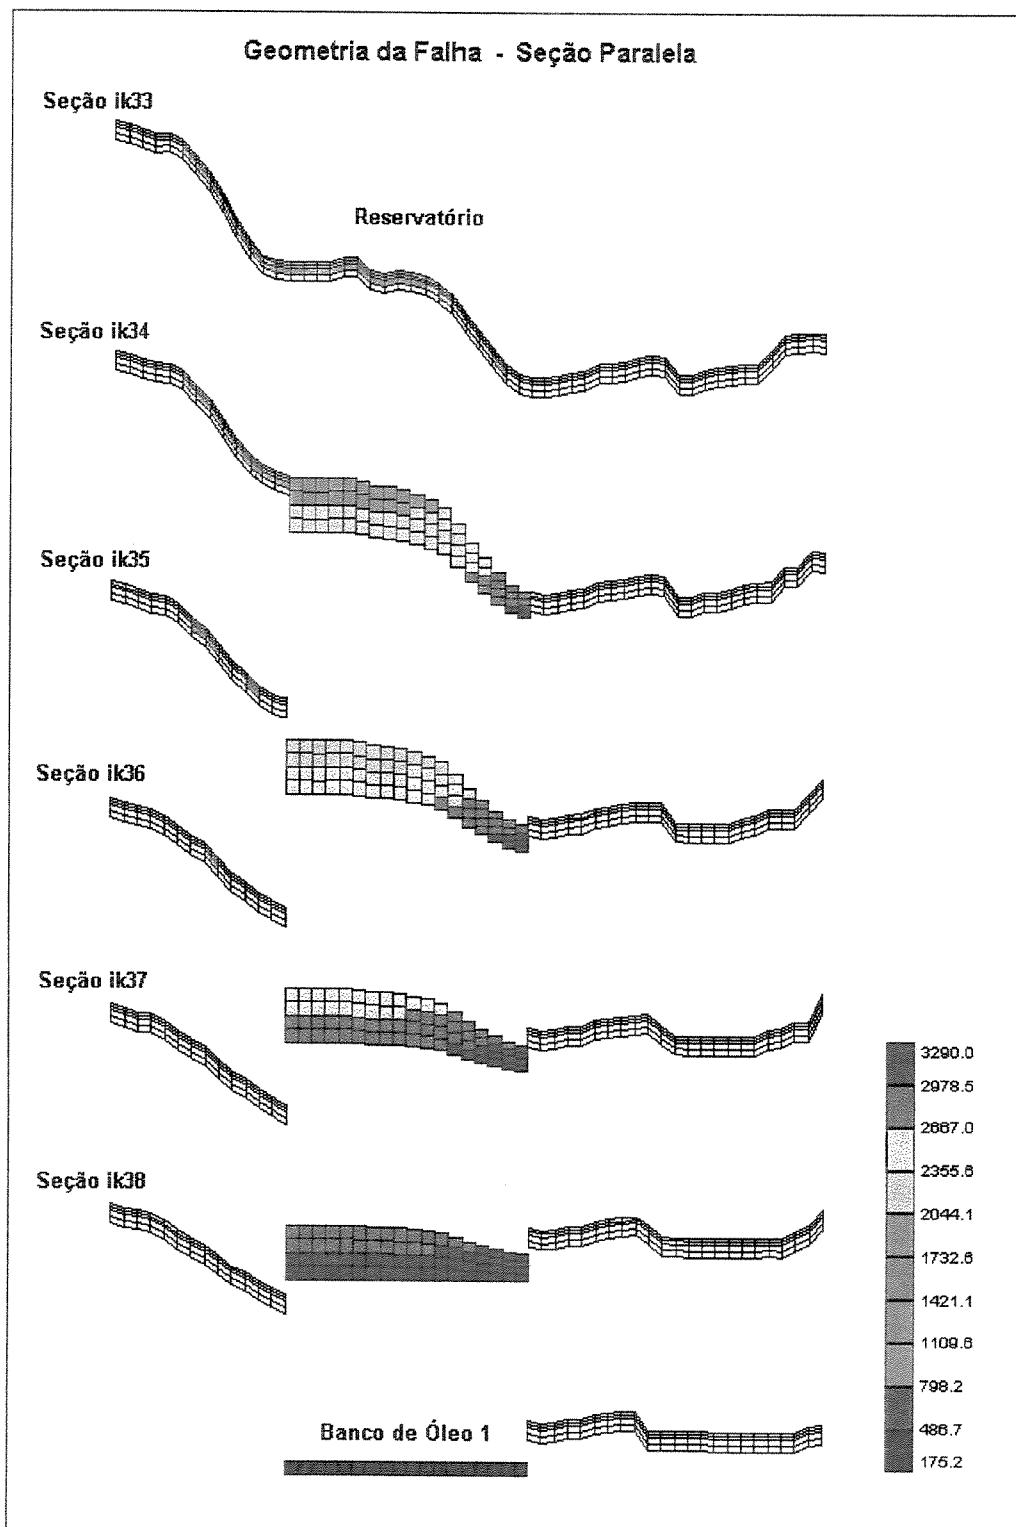 Geometria da Falha - Seção Paralela
Seção ik33
Reservatório
Seção ik34
Seção ik35
Seção ik36
Seção ik37
Seção ik38
Banco de Óleo 1
3290.0
2978.5
2667.0
2355.6
2044.1
1732.6
1421.1
1109.6
798.2
486.7
175.2